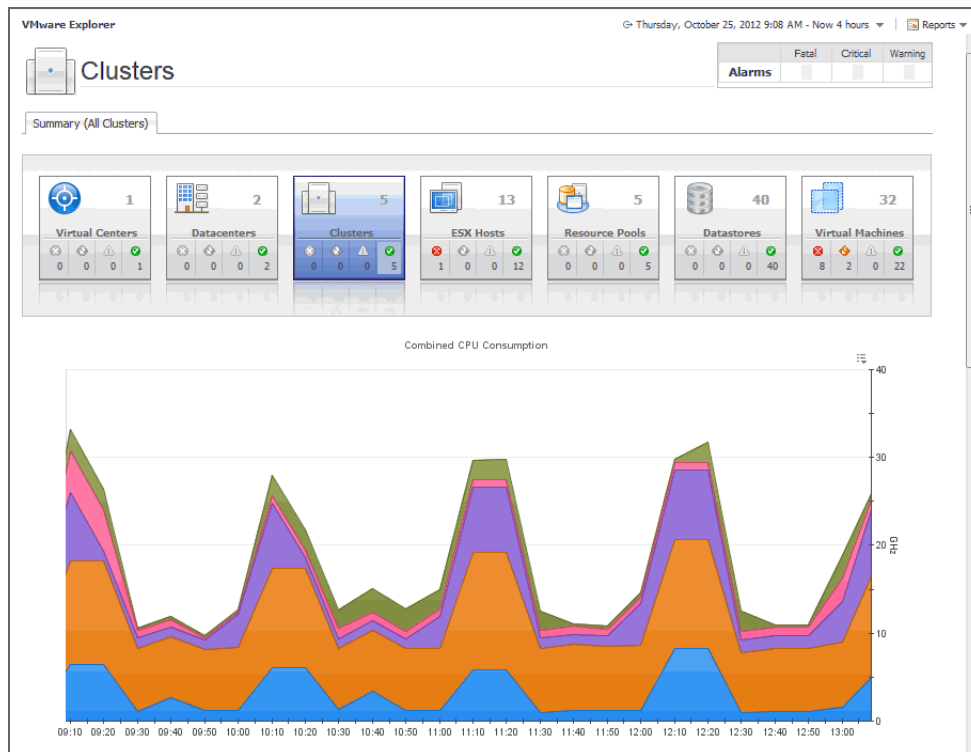 VMware Explorer
Thursday, October 25, 2012 9:08 AM - Now 4 hours
Reports
Clusters
Fatal Critical Warning
Alarms
Summary (All Clusters)
1 2 5 13 5 40 32
Virtual Centers Datacenters Clusters ESX Hosts Resource Pools Datastores Virtual Machines
0 0 0 1 0 0 0 2 0 0 0 5 1 0 0 12 0 0 0 5 0 0 0 40 8 2 0 22
Combined CPU Consumption
40
30
20
GHz
10
0
09:10 09:20 09:30 09:40 09:50 10:00 10:10 10:20 10:30 10:40 10:50 11:00 11:10 11:20 11:30 11:40 11:50 12:00 12:10 12:20 12:30 12:40 12:50 13:00